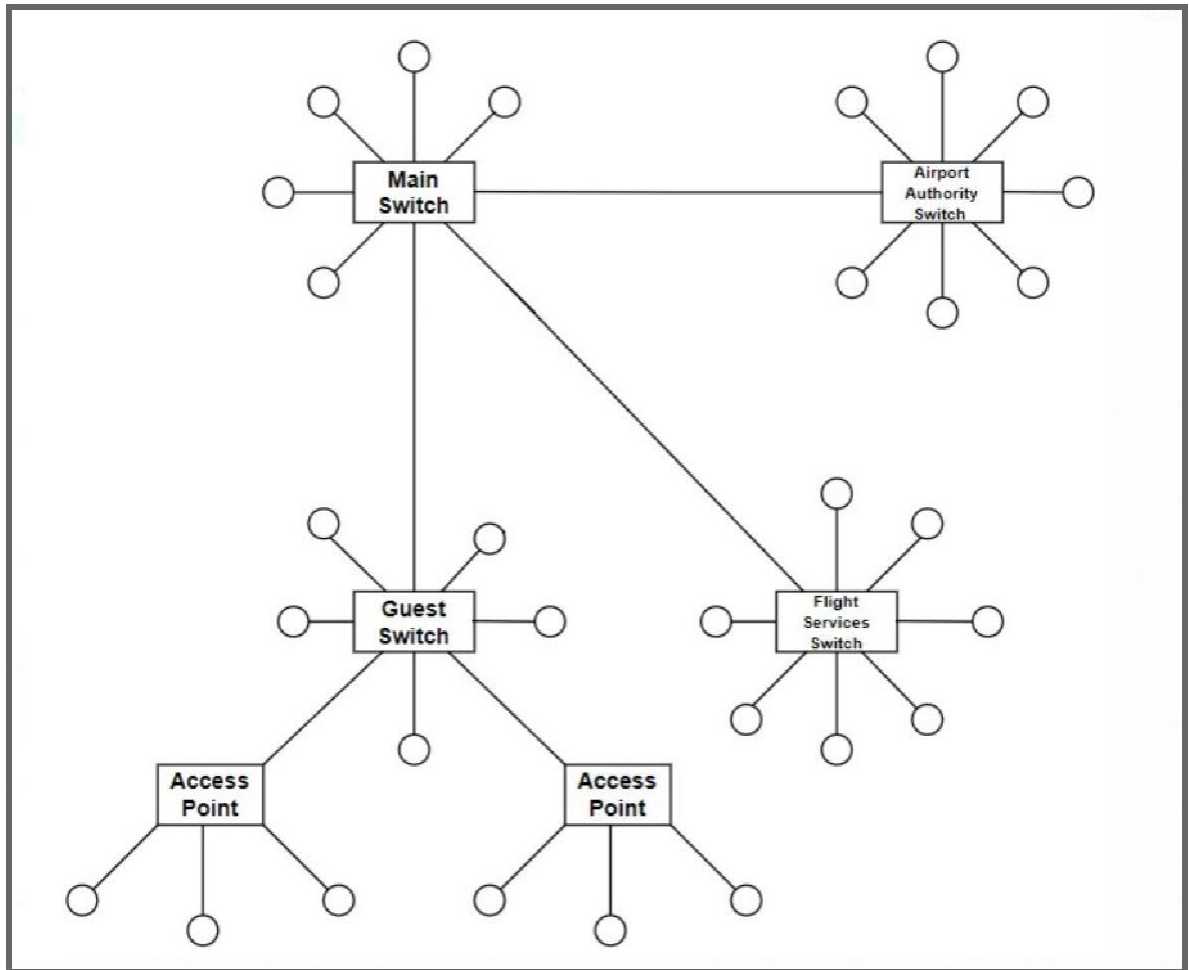 Main
Switch
Airport
Authority
Switch
Guest
Switch
Flight
Services
Switch
Access
Point
Access
Point